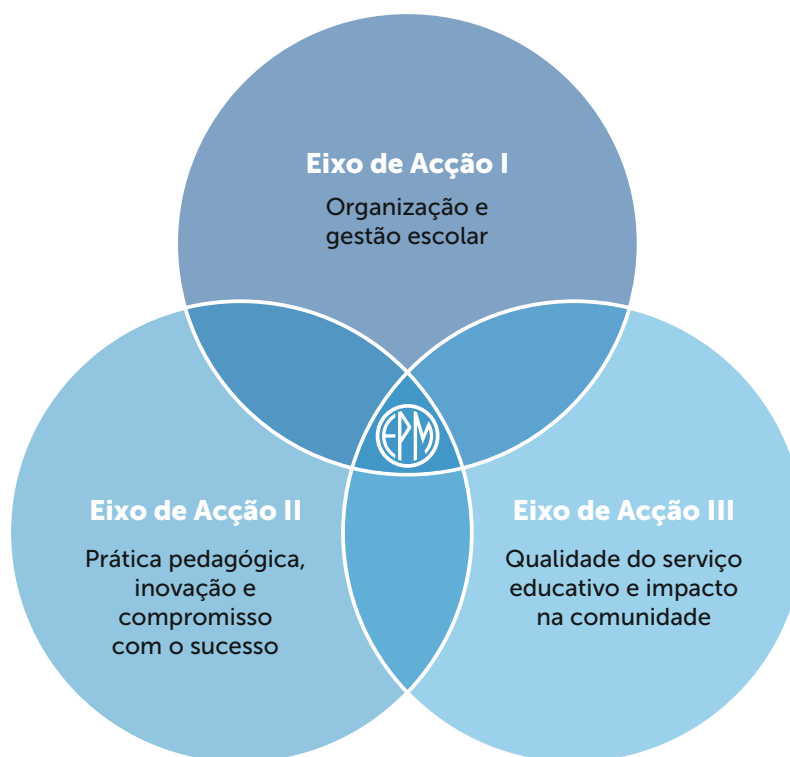 Eixo de Acção I
Organização e
gestão escolar
EPM
Eixo de Acção II
Prática pedagógica,
inovação e
compromisso
com o sucesso
Eixo de Acção III
Qualidade do serviço
educativo e impacto
na comunidade